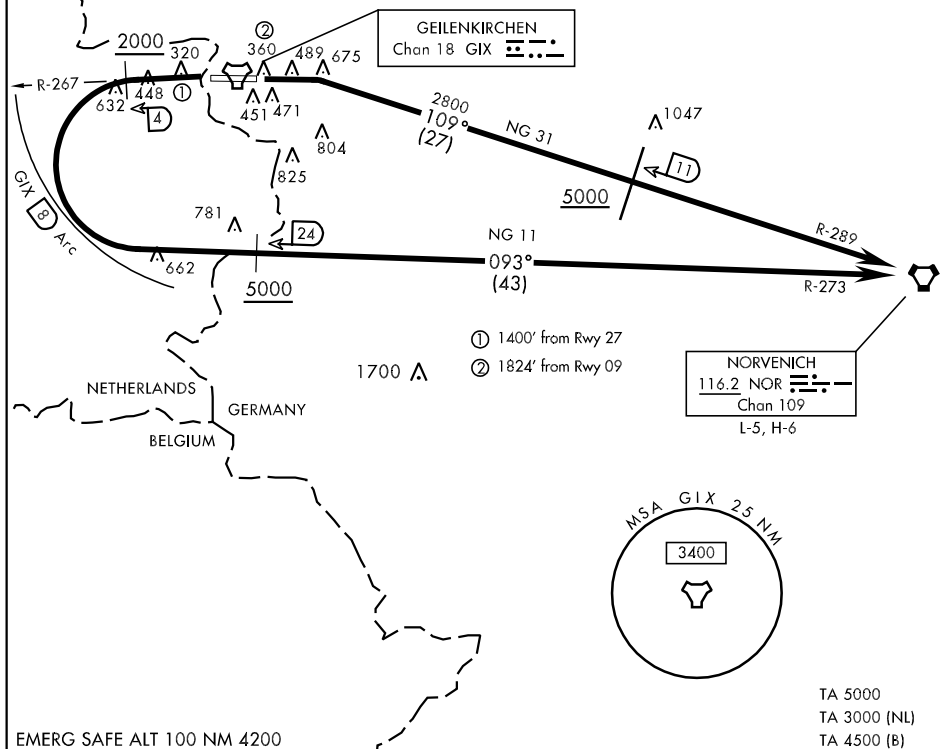 GEILENKIRCHEN
Chan 18 GIX
2000
320
360
489
675
R-267
632
448
①
②
4
451
471
804
825
2800
109°
(27)
NG 31
1047
11
5000
R-289
GIX 8 Arc
781
24
662
5000
NG 11
093°
(43)
R-273
① 1400' from Rwy 27
② 1824' from Rwy 09
1700
NORVENICH
116.2 NOR
Chan 109
L-5, H-6
NETHERLANDS
GERMANY
BELGIUM
MSA GIX 25 NM
3400
TA 5000
TA 3000 (NL)
TA 4500 (B)
EMERG SAFE ALT 100 NM 4200